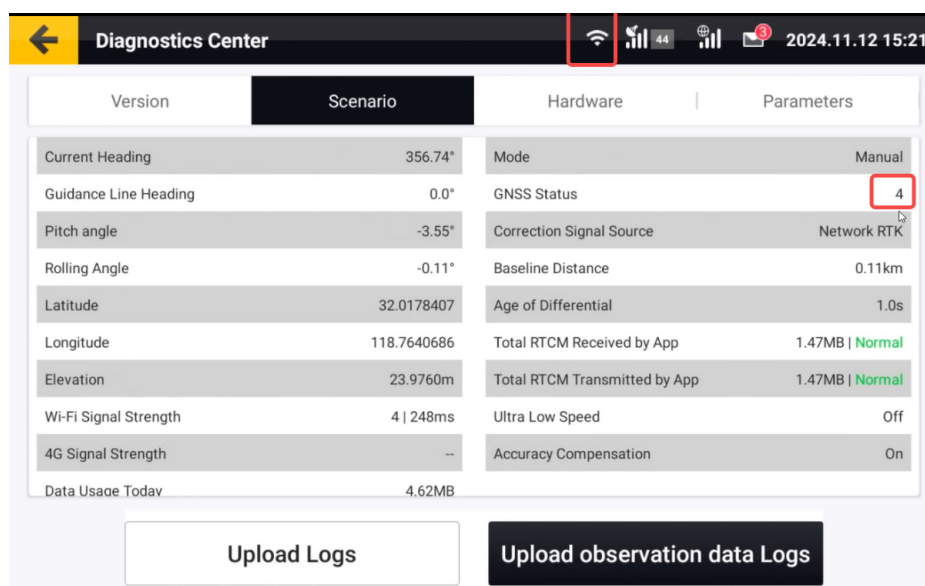 Diagnostics Center 44 3 2024.11.12 15:21
Version Scenario Hardware Parameters
Current Heading 356.74° Mode Manual
Guidance Line Heading 0.0° GNSS Status 4
Pitch angle -3.55° Correction Signal Source Network RTK
Rolling Angle -0.11° Baseline Distance 0.11km
Latitude 32.0178407 Age of Differential 1.0s
Longitude 118.7640686 Total RTCM Received by App 1.47MB | Normal
Elevation 23.9760m Total RTCM Transmitted by App 1.47MB | Normal
Wi-Fi Signal Strength 4 | 248ms Ultra Low Speed Off
4G Signal Strength -- Accuracy Compensation On
Data Usage Today 4.62MB
Upload Logs Upload observation data Logs